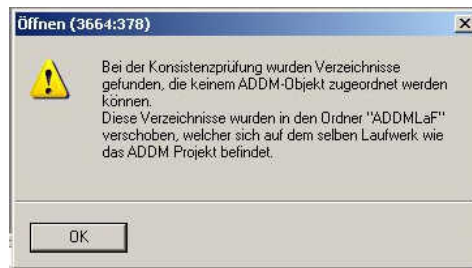 Öffnen (3664:378)
Bei der Konsistenzprüfung wurden Verzeichnisse
gefunden, die keinem ADDM-Objekt zugeordnet werden
können.
Diese Verzeichnisse wurden in den Ordner "ADDMLaF"
verschoben, welcher sich auf dem selben Laufwerk wie
das ADDM Projekt befindet.
OK